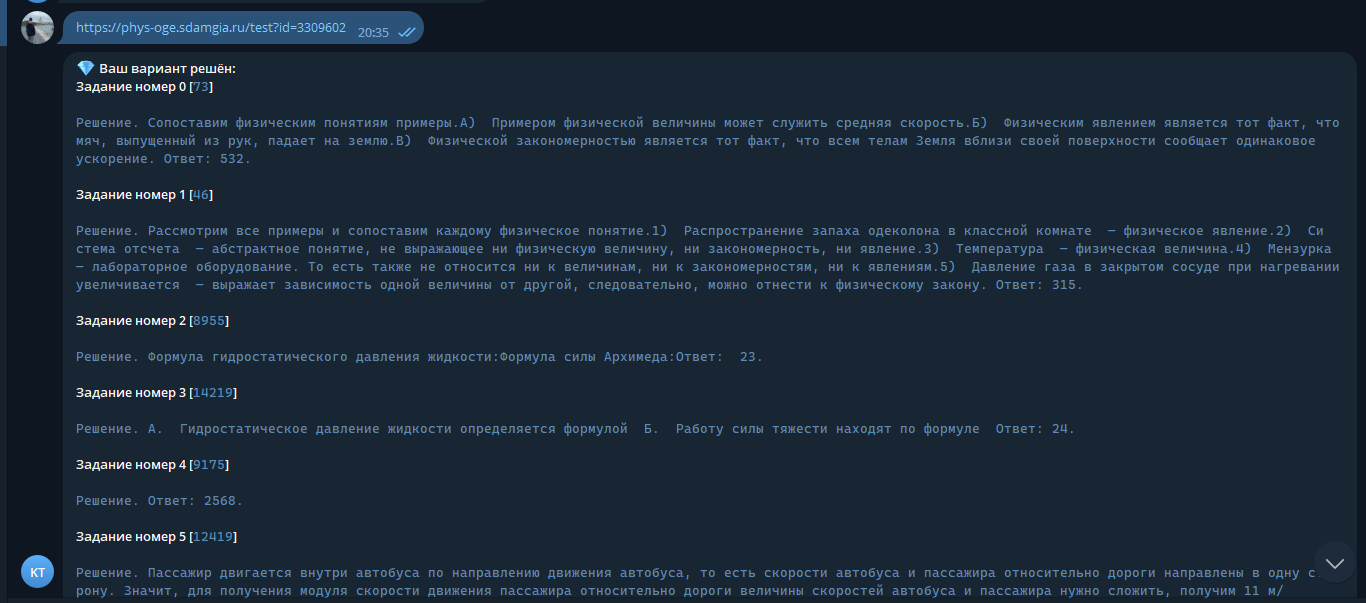 https://phys-oge.sdamgia.ru/test?id=3309602 20:35
💎 Ваш вариант решён:
Задание номер 0 [73]
Решение. Сопоставим физическим понятиям примеры.А)  Примером физической величины может служить средняя скорость.Б)  Физическим явлением является тот факт, что
мяч, выпущенный из рук, падает на землю.В)  Физической закономерностью является тот факт, что всем телам Земля вблизи своей поверхности сообщает одинаковое
ускорение. Ответ: 532.
Задание номер 1 [46]
Решение. Рассмотрим все примеры и сопоставим каждому физическое понятие.1)  Распространение запаха одеколона в классной комнате  — физическое явление.2)  Си
стема отсчета  — абстрактное понятие, не выражающее ни физическую величину, ни закономерность, ни явление.3)  Температура  — физическая величина.4)  Мензурка
— лабораторное оборудование. То есть также не относится ни к величинам, ни к закономерностям, ни к явлениям.5)  Давление газа в закрытом сосуде при нагревании
увеличивается  — выражает зависимость одной величины от другой, следовательно, можно отнести к физическому закону. Ответ: 315.
Задание номер 2 [8955]
Решение. Формула гидростатического давления жидкости:Формула силы Архимеда:Ответ:  23.
Задание номер 3 [14219]
Решение. А.  Гидростатическое давление жидкости определяется формулой  Б.  Работу силы тяжести находят по формуле  Ответ: 24.
Задание номер 4 [9175]
Решение. Ответ: 2568.
Задание номер 5 [12419]
КТ
Решение. Пассажир двигается внутри автобуса по направлению движения автобуса, то есть скорости автобуса и пассажира относительно дороги направлены в одну
рону. Значит, для получения модуля скорости движения пассажира относительно дороги величины скоростей автобуса и пассажира нужно сложить, получим 11 м/